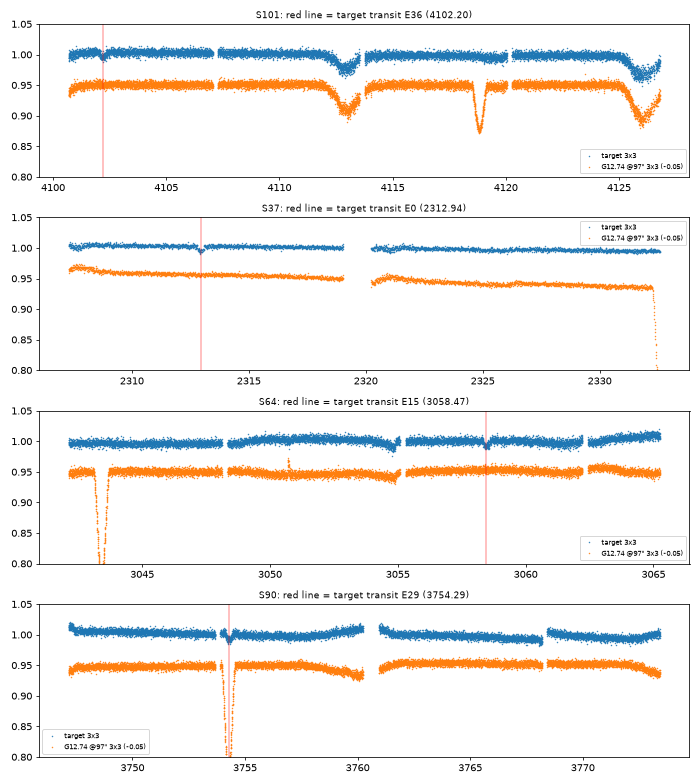 S101: red line = target transit E36 (4102.20)
1.05
1.00
0.95
0.90
0.85
0.80
target 3x3
G12.74 @97" 3x3 (-0.05)
4100 4105 4110 4115 4120 4125
S37: red line = target transit E0 (2312.94)
1.05
1.00
0.95
0.90
0.85
0.80
target 3x3
G12.74 @97" 3x3 (-0.05)
2310 2315 2320 2325 2330
S64: red line = target transit E15 (3058.47)
1.05
1.00
0.95
0.90
0.85
0.80
target 3x3
G12.74 @97" 3x3 (-0.05)
3045 3050 3055 3060 3065
S90: red line = target transit E29 (3754.29)
1.05
1.00
0.95
0.90
0.85
0.80
target 3x3
G12.74 @97" 3x3 (-0.05)
3750 3755 3760 3765 3770